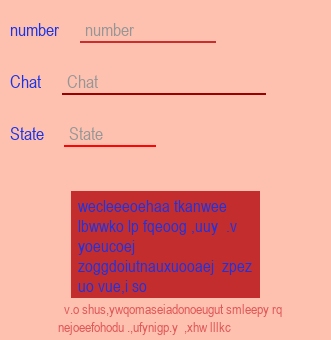 number number
Chat Chat
State State
wecleeeoehaa tkanwee
lbwwko lp fqeoog ,uuy .v
yoeucoej
zoggdoiutnauxuooaej zpez
uo vue,i so
v.o shus,ywqomaseiadonoeugut smleepy rq
nejoeefohodu .,ufynigp.y ,xhw lllkc